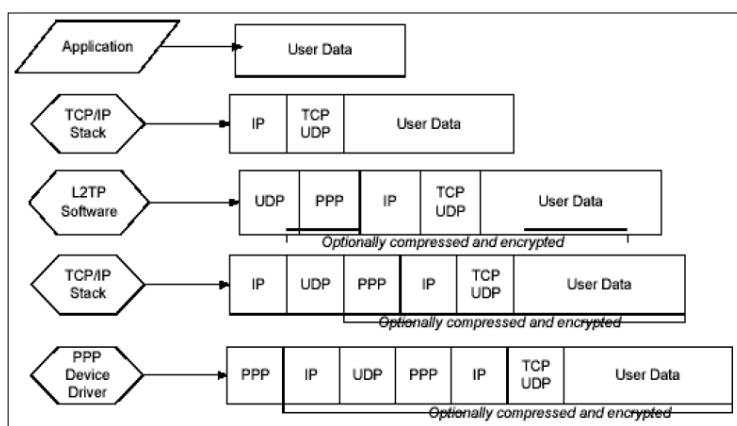 Application
User Data
TCP/IP
Stack
IP
TCP
UDP
User Data
L2TP
Software
UDP
PPP
IP
TCP
UDP
User Data
Optionally compressed and encrypted
TCP/IP
Stack
IP
UDP
PPP
IP
TCP
UDP
User Data
Optionally compressed and encrypted
PPP
Device
Driver
PPP
IP
UDP
PPP
IP
TCP
UDP
User Data
Optionally compressed and encrypted